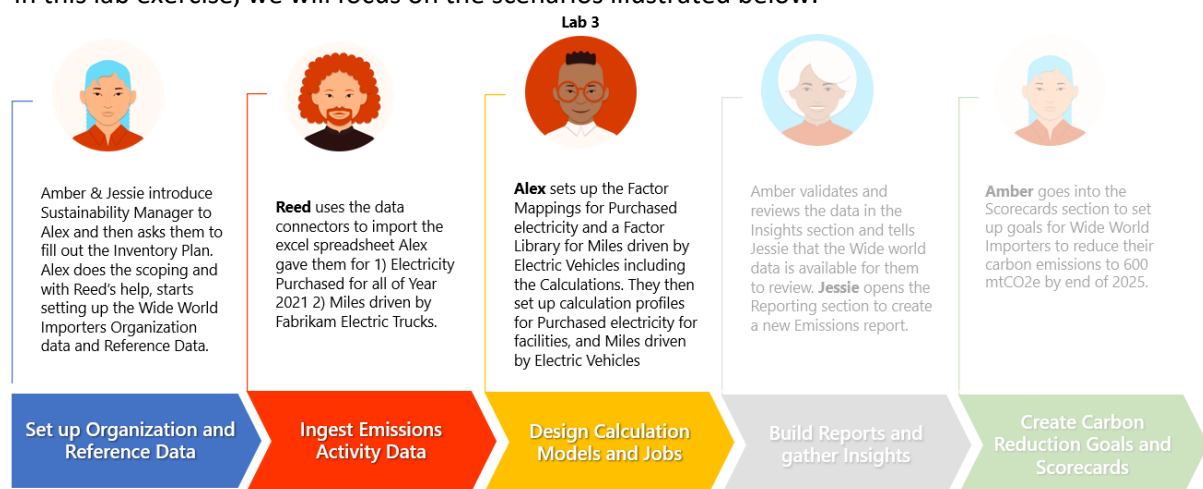 In this lab exercise, we will focus on the scenarios illustrated below:
Lab 3
Amber & Jessie introduce
Sustainability Manager to
Alex and then asks them to
fill out the Inventory Plan.
Alex does the scoping and
with Reed's help, starts
setting up the Wide World
Importers Organization
data and Reference Data.
Reed uses the data
connectors to import the
excel spreadsheet Alex
gave them for 1) Electricity
Purchased for all of Year
2021 2) Miles driven by
Fabrikam Electric Trucks.
Alex sets up the Factor
Mappings for Purchased
electricity and a Factor
Library for Miles driven by
Electric Vehicles including
the Calculations. They then
set up calculation profiles
for Purchased electricity for
facilities, and Miles driven
by Electric Vehicles
Amber validates and
reviews the data in the
Insights section and tells
Jessie that the Wide world
data is available for them
to review. Jessie opens the
Reporting section to create
a new Emissions report.
Amber goes into the
Scorecards section to set
up goals for Wide World
Importers to reduce their
carbon emissions to 600
mtCO2e by end of 2025.
Set up Organization and
Reference Data
Ingest Emissions
Activity Data
Design Calculation
Models and Jobs
Build Reports and
gather Insights
Create Carbon
Reduction Goals and
Scorecards